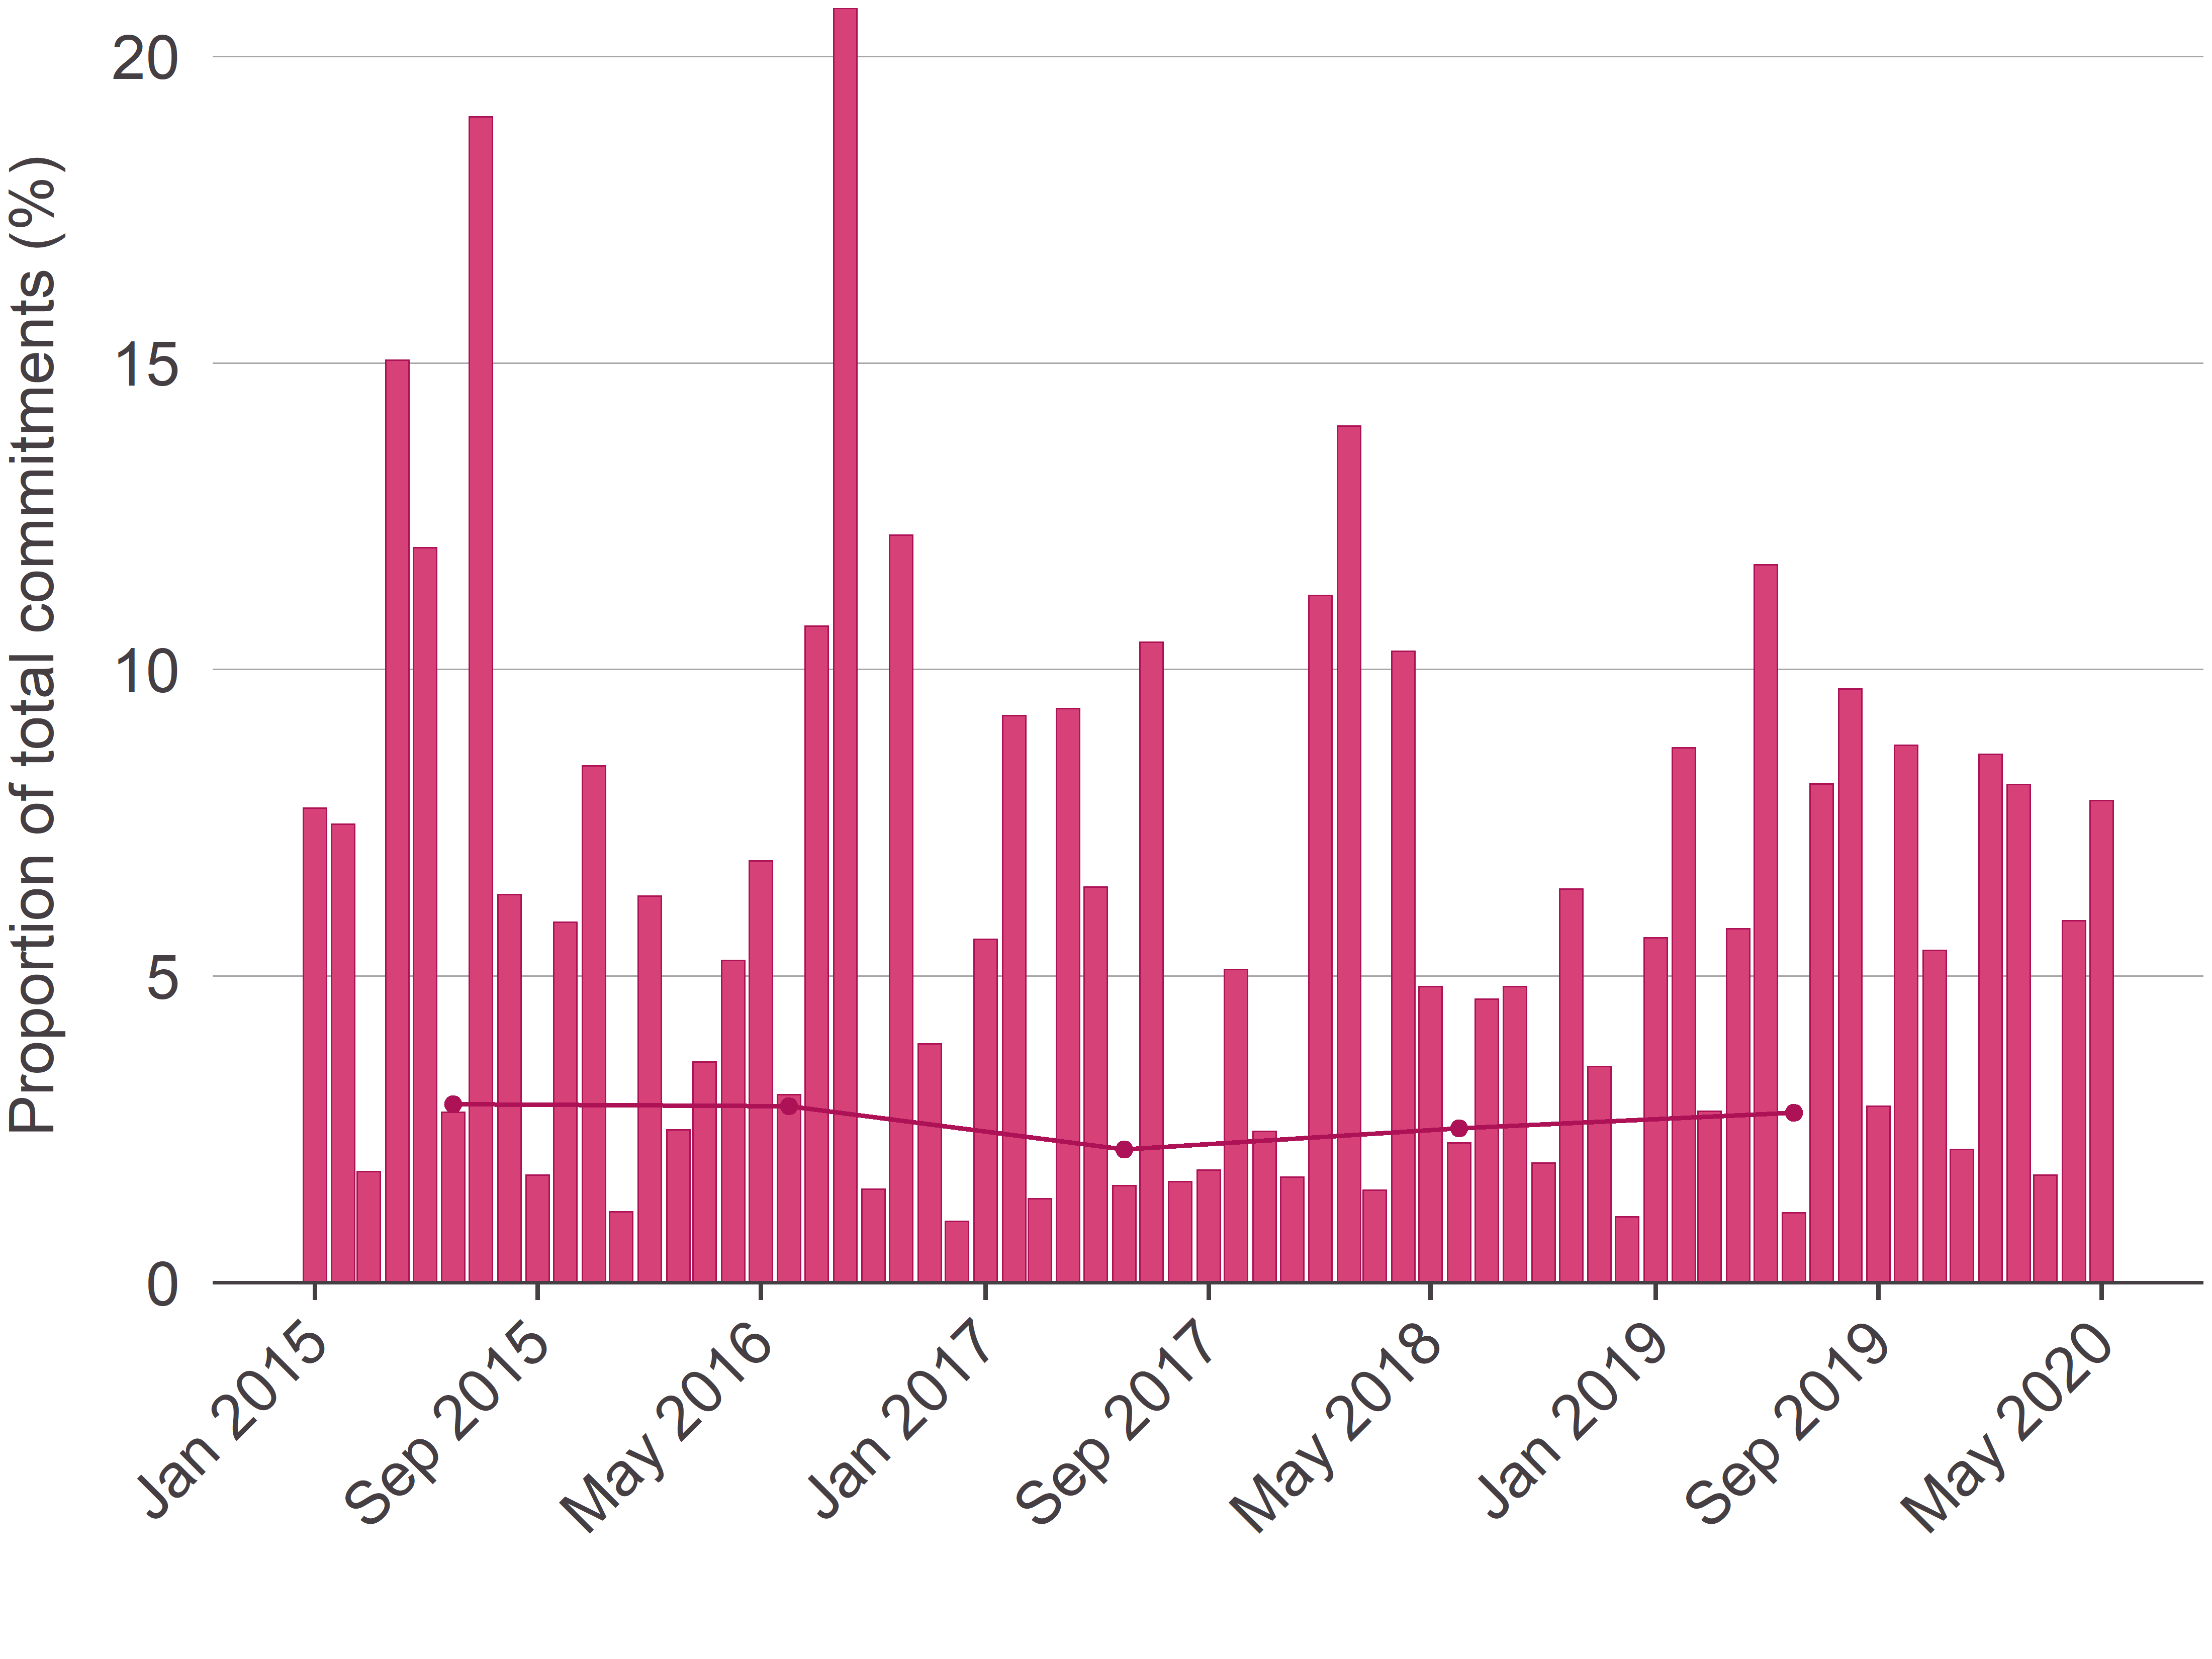 Proportion of total commitments (%)
20
15
10
5
0
Jan 2015
Sep 2015
May 2016
Jan 2017
Sep 2017
May 2018
Jan 2019
Sep 2019
May 2020